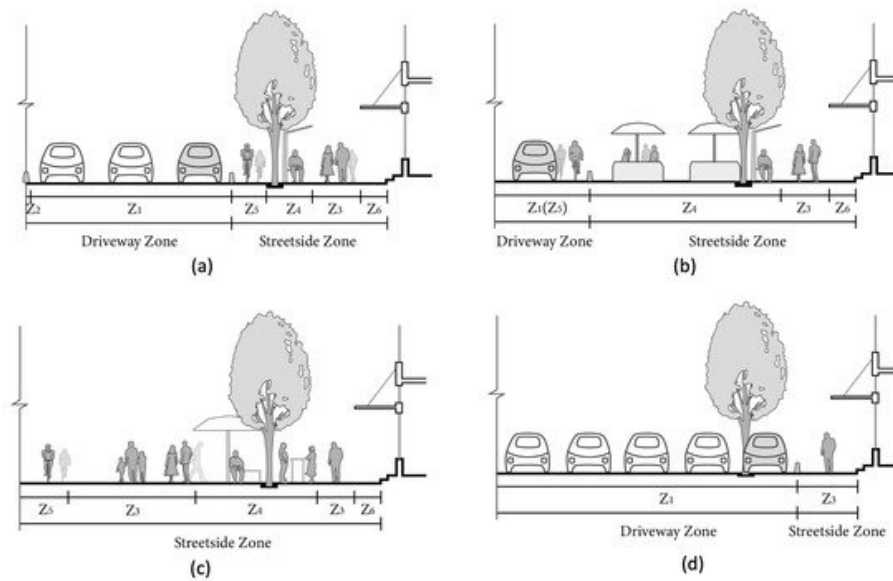 Z2 Z1 Z5 Z4 Z3 Z6
Driveway Zone Streetside Zone
(a)
Z1(Z5) Z4 Z3 Z6
Driveway Zone Streetside Zone
(b)
Z5 Z3 Z4 Z3 Z6
Streetside Zone
(c)
Z1 Z3
Driveway Zone Streetside Zone
(d)